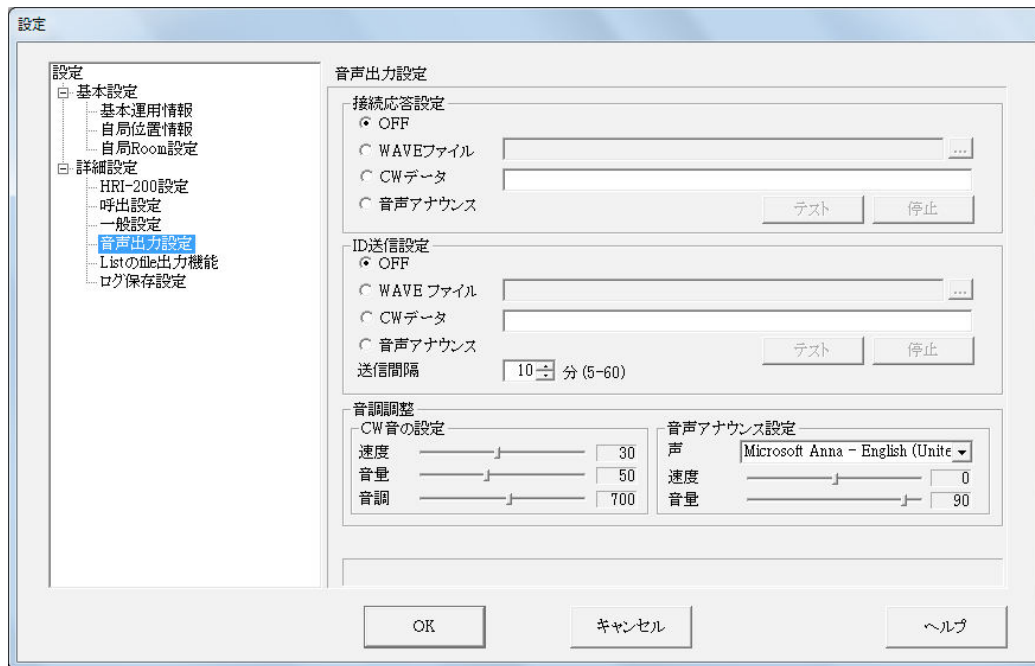 設定
設定
基本設定
基本運用情報
自局位置情報
自局Room設定
詳細設定
HRI-200設定
呼出設定
一般設定
音声出力設定
Listのfile出力機能
ログ保存設定
音声出力設定
接続応答設定
OFF
WAVEファイル
...
CWデータ
音声アナウンス
テスト
停止
ID送信設定
OFF
WAVE ファイル
...
CWデータ
音声アナウンス
テスト
停止
送信間隔
10
分 (5-60)
音調調整
CW音の設定
速度
30
音量
50
音調
700
音声アナウンス設定
声
Microsoft Anna - English (Unite
速度
0
音量
90
OK
キャンセル
ヘルプ